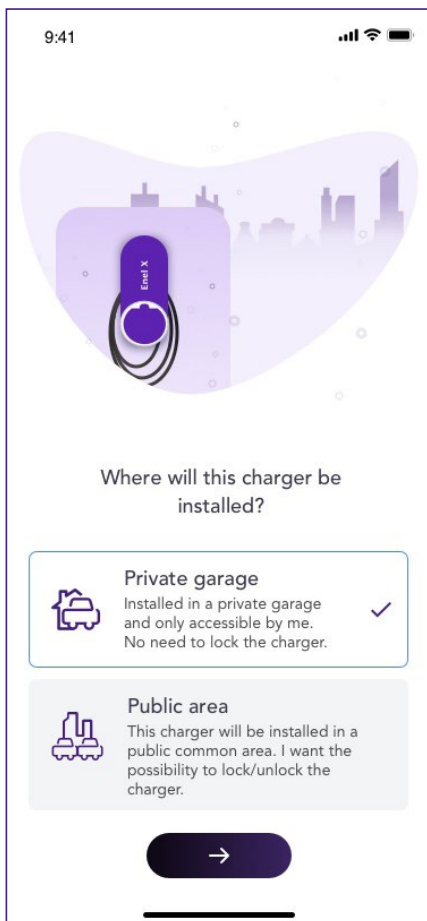 9:41
Enel X
Where will this charger be
installed?
Private garage
Installed in a private garage
and only accessible by me.
No need to lock the charger.
Public area
This charger will be installed in a
public common area. I want the
possibility to lock/unlock the
charger.